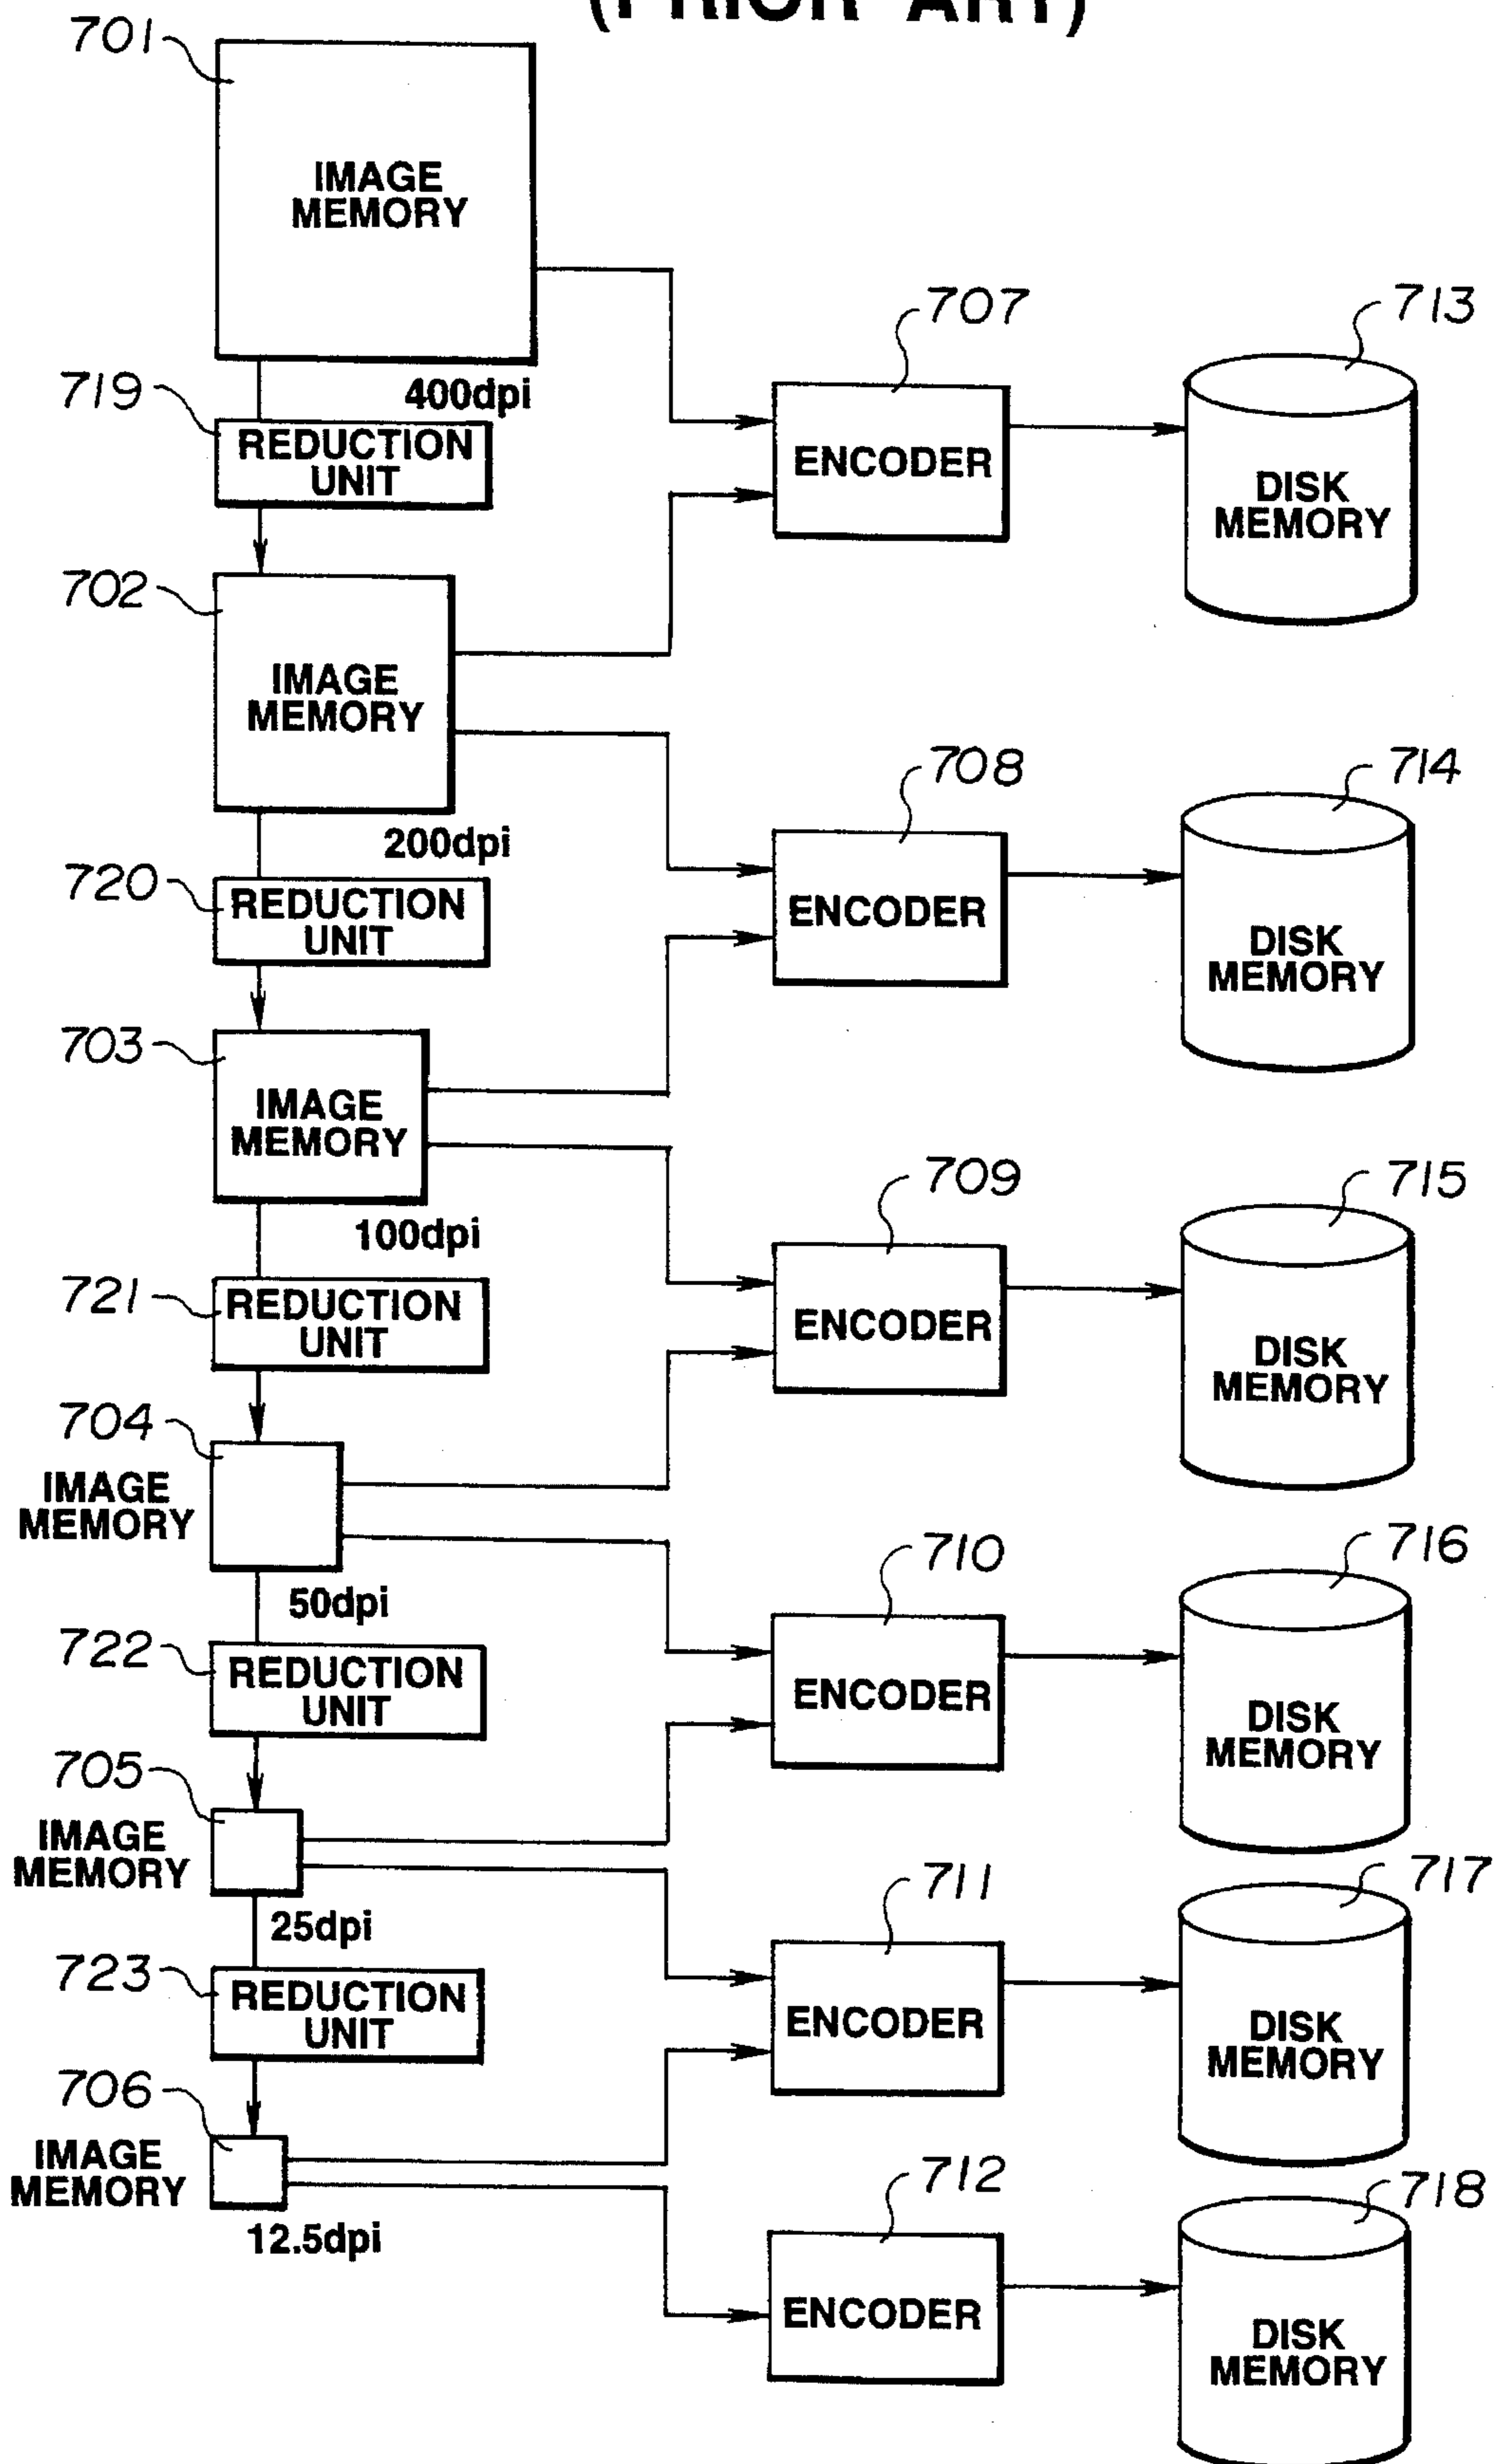 (PRIOR ART)
701
IMAGE
MEMORY
707
713
719
400dpi
REDUCTION
UNIT
ENCODER
DISK
MEMORY
702
IMAGE
MEMORY
708
714
200dpi
720
REDUCTION
UNIT
ENCODER
DISK
MEMORY
703
IMAGE
MEMORY
709
715
100dpi
721
REDUCTION
UNIT
ENCODER
DISK
MEMORY
704
IMAGE
MEMORY
710
716
50dpi
722
REDUCTION
UNIT
ENCODER
DISK
MEMORY
705
IMAGE
MEMORY
711
717
25dpi
723
REDUCTION
UNIT
ENCODER
DISK
MEMORY
706
IMAGE
MEMORY
712
718
12.5dpi
ENCODER
DISK
MEMORY